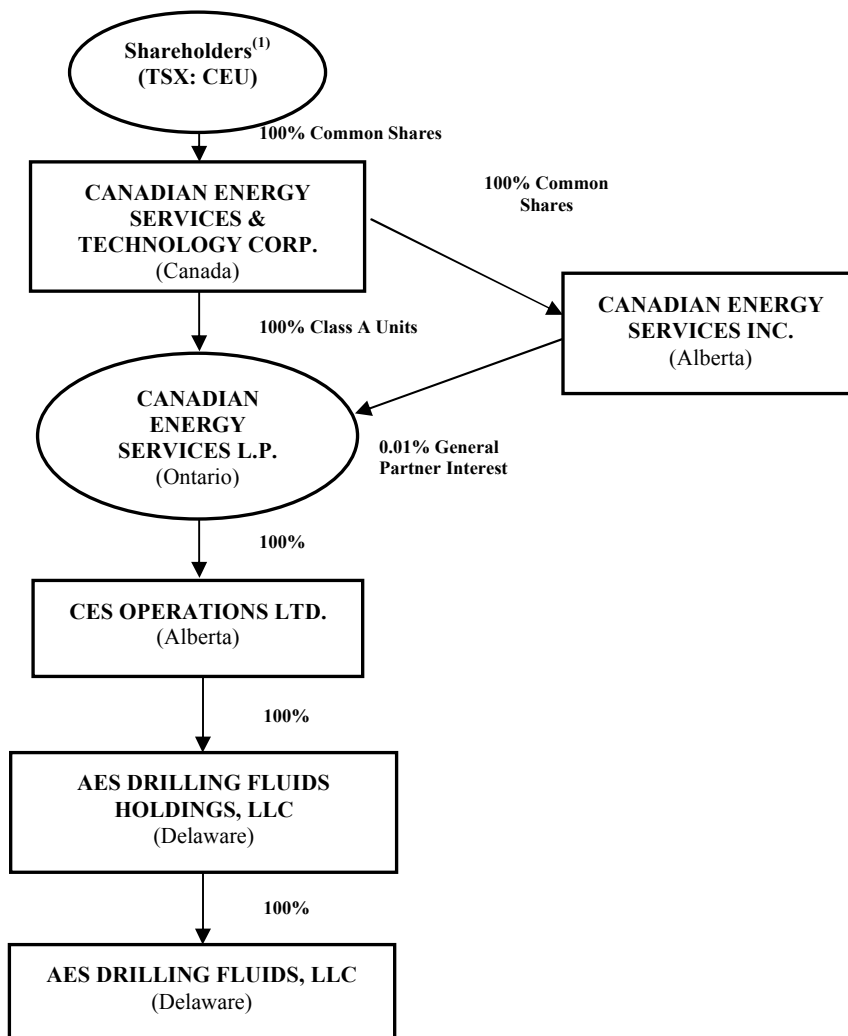 Shareholders(1)
(TSX: CEU)
100% Common Shares
CANADIAN ENERGY
SERVICES &
TECHNOLOGY CORP.
(Canada)
100% Common
Shares
100% Class A Units
CANADIAN ENERGY
SERVICES INC.
(Alberta)
CANADIAN
ENERGY
SERVICES L.P.
(Ontario)
0.01% General
Partner Interest
100%
CES OPERATIONS LTD.
(Alberta)
100%
AES DRILLING FLUIDS
HOLDINGS, LLC
(Delaware)
100%
AES DRILLING FLUIDS, LLC
(Delaware)